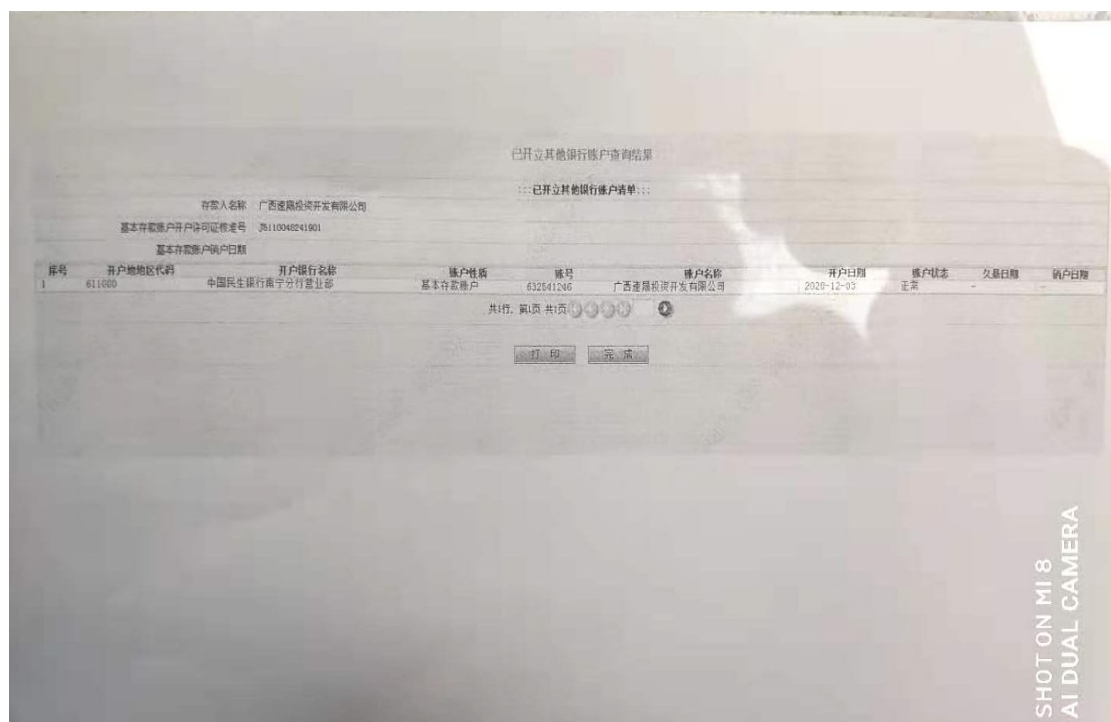 已开立其他银行账户查询结果
:::已开立其他银行账户清单:::
存款人名称 广西速飓投资开发有限公司
基本存款账户开户许可证核准号 J6110048241901
基本存款账户销户日期
序号 开户地地区代码 开户银行名称 账户性质 账号 账户名称 开户日期 账户状态 久悬日期 销户日期
1 611000 中国民生银行南宁分行营业部 基本存款账户 632541246 广西速飓投资开发有限公司 2020-12-03 正常 - -
共1行, 第1页 共1页
打 印 完 成
SHOT ON MI 8
AI DUAL CAMERA